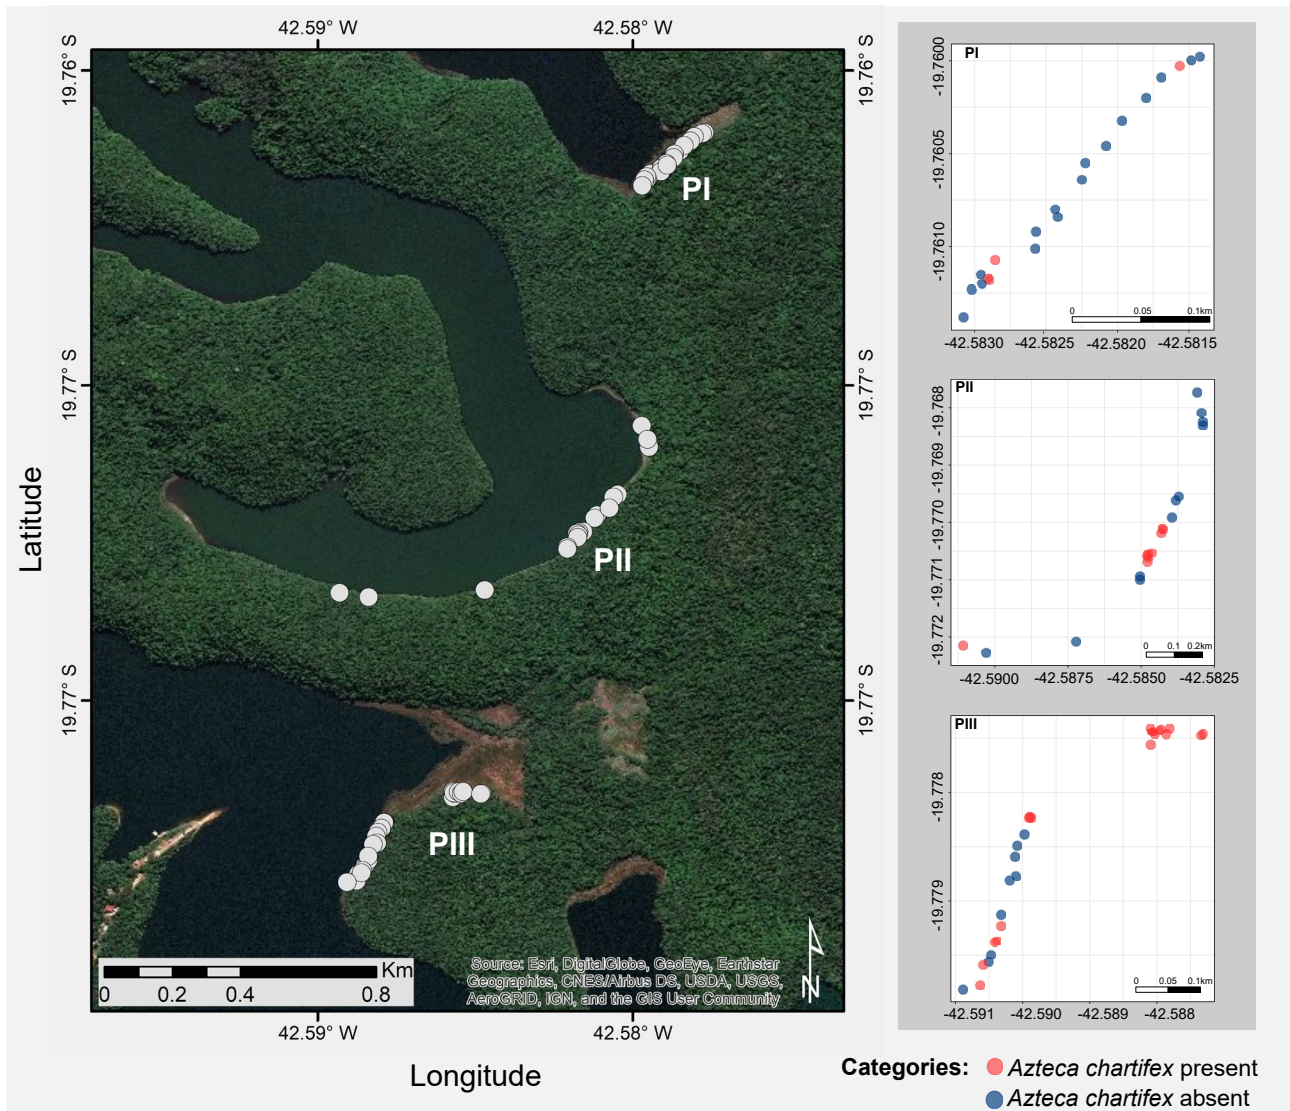 42.59° W
42.58° W
19.76° S
19.76° S
19.77° S
19.77° S
19.77° S
19.77° S
Latitude
PI
PII
PIII
Km
0
0.2
0.4
0.8
Source: Esri, DigitalGlobe, GeoEye, Earthstar
Geographics, CNES/Airbus DS, USDA, USGS,
AeroGRID, IGN, and the GIS User Community
N
42.59° W
42.58° W
Longitude
PI
-19.7600
-19.7605
-19.7610
0
0.05
0.1km
-42.5830
-42.5825
-42.5820
-42.5815
PII
-19.768
-19.769
-19.770
-19.771
-19.772
0
0.1
0.2km
-42.5900
-42.5875
-42.5850
-42.5825
PIII
-19.778
-19.779
0
0.05
0.1km
-42.591
-42.590
-42.589
-42.588
Categories:
Azteca chartifex present
Azteca chartifex absent